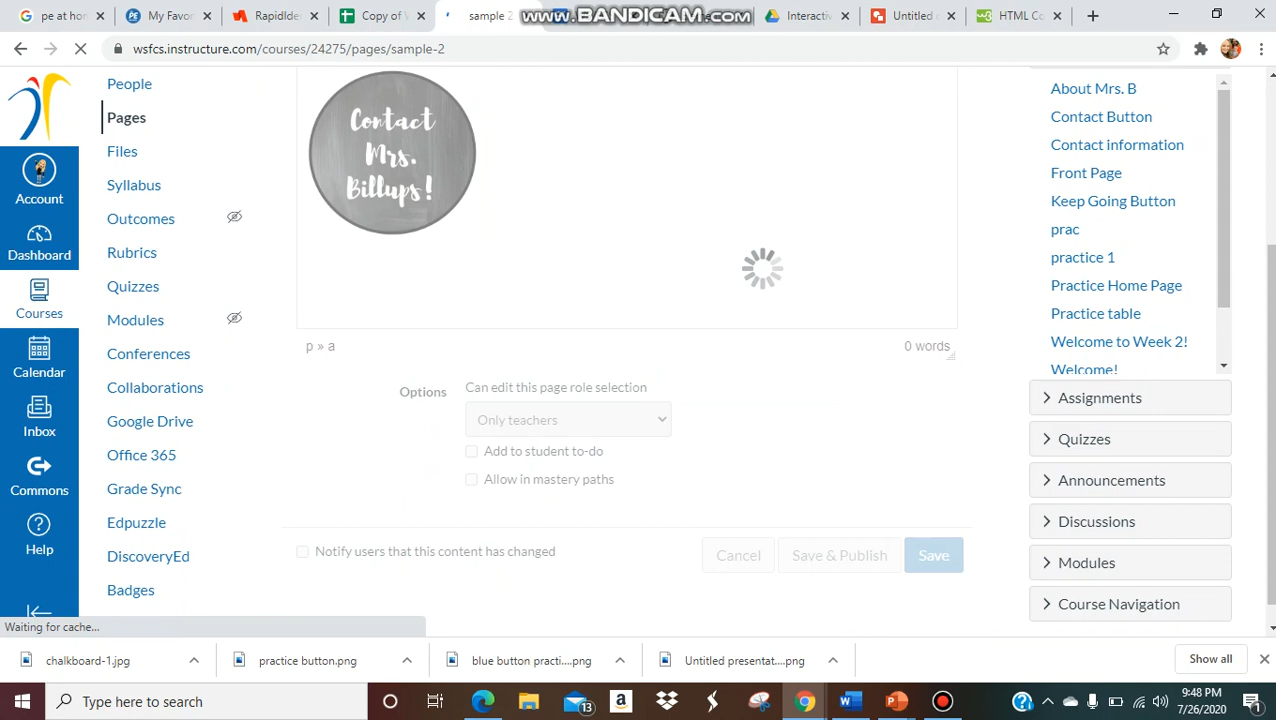 pe at hom
My Favor
RapidIde
Copy of V
sample 2
www.BANDICAM.com
Interactiv
Untitled
HTML Co
wsfcs.instructure.com/courses/24275/pages/sample-2
Account
Dashboard
Courses
Calendar
Inbox
Commons
Help
People
Pages
Files
Syllabus
Outcomes
Rubrics
Quizzes
Modules
Conferences
Collaborations
Google Drive
Office 365
Grade Sync
Edpuzzle
DiscoveryEd
Badges
Contact
Mrs.
Billups!
p » a
0 words
Options
Can edit this page role selection
Only teachers
Add to student to-do
Allow in mastery paths
Notify users that this content has changed
Cancel
Save & Publish
Save
About Mrs. B
Contact Button
Contact information
Front Page
Keep Going Button
prac
practice 1
Practice Home Page
Practice table
Welcome to Week 2!
Welcome!
Assignments
Quizzes
Announcements
Discussions
Modules
Course Navigation
Waiting for cache...
chalkboard-1.jpg
practice button.png
blue button practi....png
Untitled presentat....png
Show all
Type here to search
13
9:48 PM
7/26/2020
1